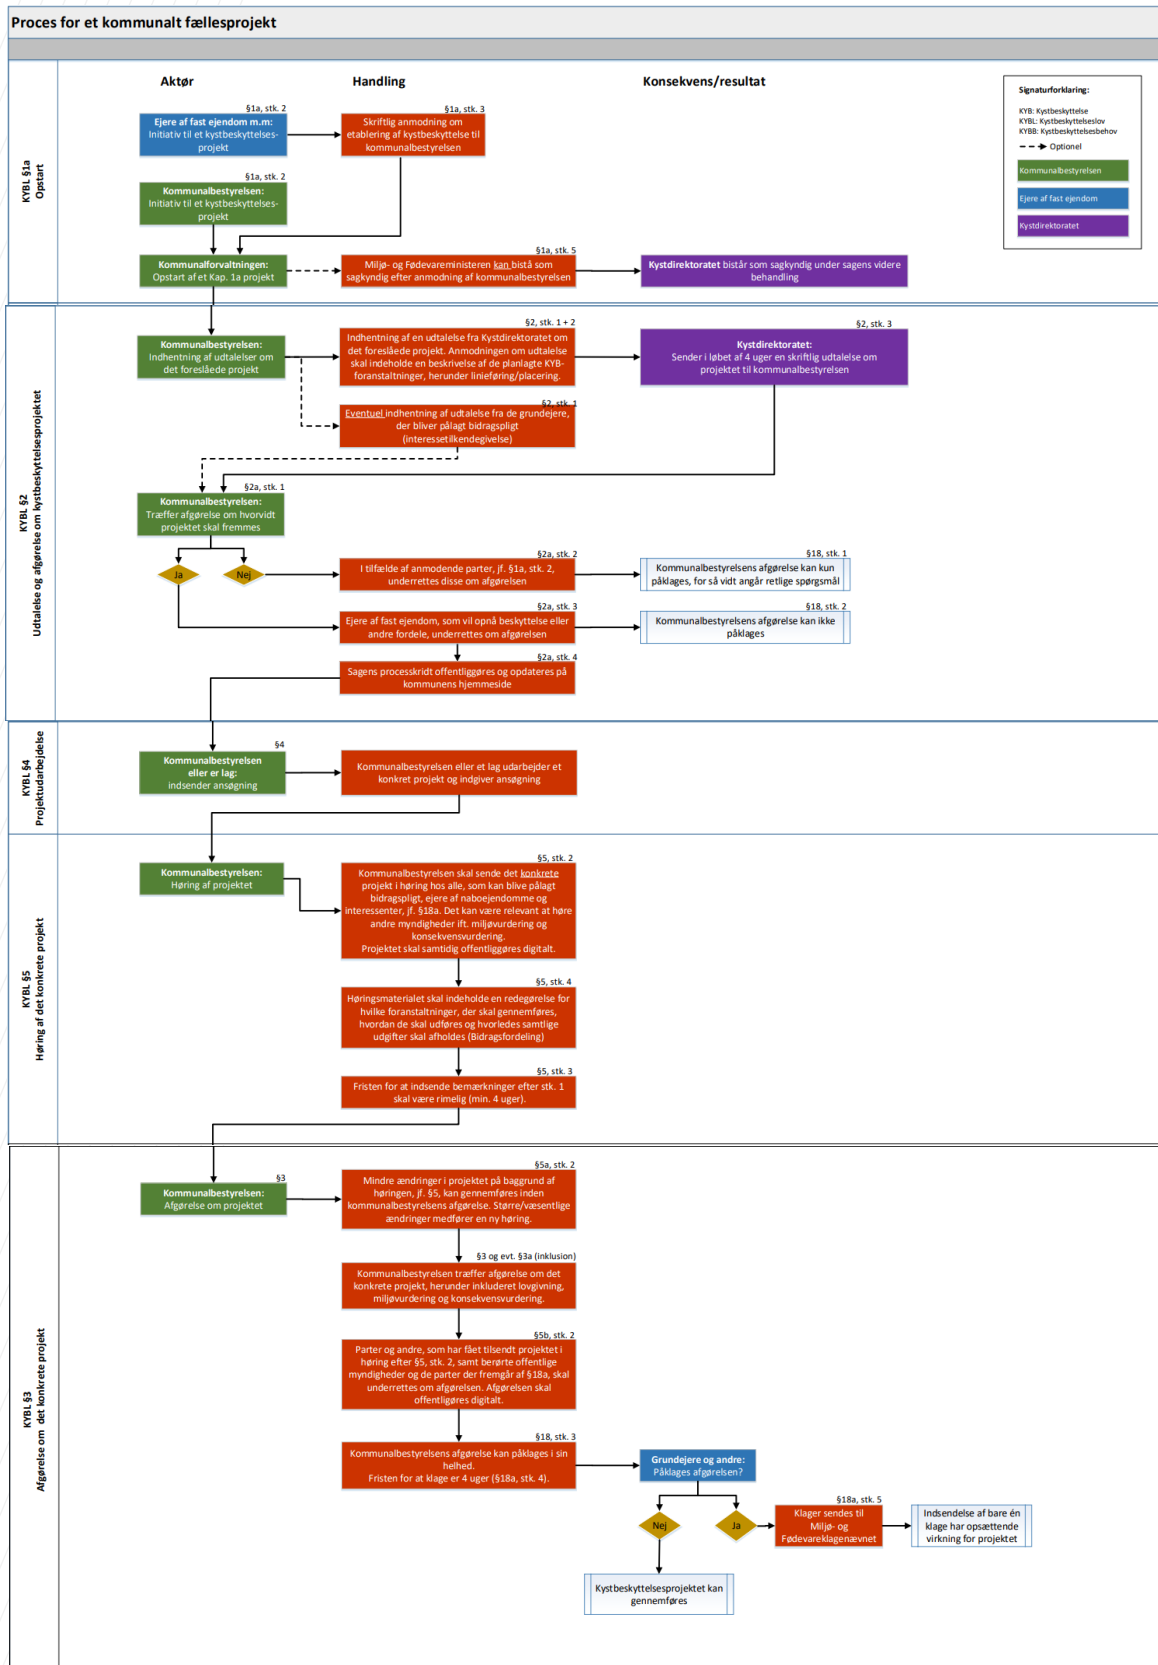 Proces for et kommunalt fællesprojekt
Aktør
Handling
Konsekvens/resultat
Signaturforklaring:
KYB: Kystbeskyttelse
KYBL: Kystbeskyttelseslov
KYBB: Kystbeskyttelsesbehov
Optionel
Kommunalbestyrelsen
Ejere af fast ejendom
Kystdirektoratet
KYBL §1a
Opstart
§1a, stk. 2
Ejere af fast ejendom m.m:
Initiativ til et kystbeskyttelses-
projekt
§1a, stk. 3
Skriftlig anmodning om
etablering af kystbeskyttelse til
kommunalbestyrelsen
§1a, stk. 2
Kommunalbestyrelsen:
Initiativ til et kystbeskyttelses-
projekt
Kommunalforvaltningen:
Opstart af et Kap. 1a projekt
§1a, stk. 5
Miljø- og Fødevareministeren kan bistå som
sagkyndig efter anmodning af kommunalbestyrelsen
Kystdirektoratet bistår som sagkyndig under sagens videre
behandling
KYBL §2
Udtalelse og afgørelse om kystbeskyttelsesprojektet
Kommunalbestyrelsen:
Indhentning af udtalelser om
det foreslåede projekt
§2, stk. 1 + 2
Indhentning af en udtalelse fra Kystdirektoratet om
det foreslåede projekt. Anmodningen om udtalelse
skal indeholde en beskrivelse af de planlagte KYB-
foranstaltninger, herunder linieføring/placering.
§2, stk. 3
Kystdirektoratet:
Sender i løbet af 4 uger en skriftlig udtalelse om
projektet til kommunalbestyrelsen
§2, stk. 1
Eventuel indhentning af udtalelse fra de grundejere,
der bliver pålagt bidragspligt
(interessetilkendegivelse)
§2a, stk. 1
Kommunalbestyrelsen:
Træffer afgørelse om hvorvidt
projektet skal fremmes
Ja
Nej
§2a, stk. 2
I tilfælde af anmodende parter, jf. §1a, stk. 2,
underrettes disse om afgørelsen
§18, stk. 1
Kommunalbestyrelsens afgørelse kan kun
påklages, for så vidt angår retlige spørgsmål
§2a, stk. 3
Ejere af fast ejendom, som vil opnå beskyttelse eller
andre fordele, underrettes om afgørelsen
§18, stk. 2
Kommunalbestyrelsens afgørelse kan ikke
påklages
§2a, stk. 4
Sagens processkridt offentliggøres og opdateres på
kommunens hjemmeside
KYBL §4
Projektudarbejdelse
§4
Kommunalbestyrelsen
eller er lag:
indsender ansøgning
Kommunalbestyrelsen eller et lag udarbejder et
konkret projekt og indgiver ansøgning
KYBL §5
Høring af det konkrete projekt
Kommunalbestyrelsen:
Høring af projektet
§5, stk. 2
Kommunalbestyrelsen skal sende det konkrete
projekt i høring hos alle, som kan blive pålagt
bidragspligt, ejere af naboejendomme og
interessenter, jf. §18a. Det kan være relevant at høre
andre myndigheder ift. miljøvurdering og
konsekvensvurdering.
Projektet skal samtidig offentliggøres digitalt.
§5, stk. 4
Høringsmaterialet skal indeholde en redegørelse for
hvilke foranstaltninger, der skal gennemføres,
hvordan de skal udføres og hvorledes samtlige
udgifter skal afholdes (Bidragsfordeling)
§5, stk. 3
Fristen for at indsende bemærkninger efter stk. 1
skal være rimelig (min. 4 uger).
KYBL §3
Afgørelse om det konkrete projekt
§3
Kommunalbestyrelsen:
Afgørelse om projektet
§5a, stk. 2
Mindre ændringer i projektet på baggrund af
høringen, jf. §5, kan gennemføres inden
kommunalbestyrelsens afgørelse. Større/væsentlige
ændringer medfører en ny høring.
§3 og evt. §3a (inklusion)
Kommunalbestyrelsen træffer afgørelse om det
konkrete projekt, herunder inkluderet lovgivning,
miljøvurdering og konsekvensvurdering.
§5b, stk. 2
Parter og andre, som har fået tilsendt projektet i
høring efter §5, stk. 2, samt berørte offentlige
myndigheder og de parter der fremgår af §18a, skal
underrettes om afgørelsen. Afgørelsen skal
offentligøres digitalt.
§18, stk. 3
Kommunalbestyrelsens afgørelse kan påklages i sin
helhed.
Fristen for at klage er 4 uger (§18a, stk. 4).
Grundejere og andre:
Påklages afgørelsen?
Nej
Ja
§18a, stk. 5
Klager sendes til
Miljø- og
Fødevareklagenævnet
Indsendelse af bare én
klage har opsættende
virkning for projektet
Kystbeskyttelsesprojektet kan
gennemføres